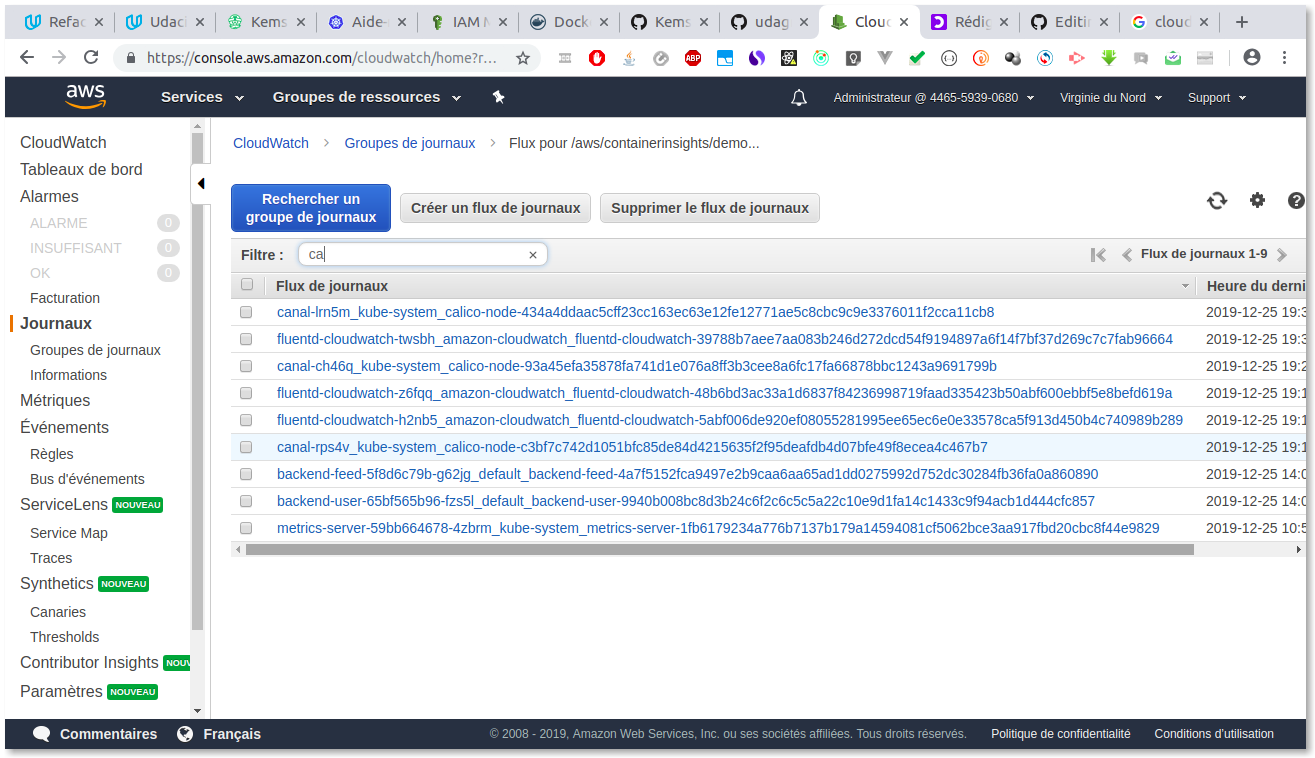 Refac
Udaci
Kems
Aide-
IAM M
Docke
Kems
udag
Cloud
Rédig
Editin
cloud
https://console.aws.amazon.com/cloudwatch/home?r...
ABP
aws
Services
Groupes de ressources
Administrateur @ 4465-5939-0680
Virginie du Nord
Support
CloudWatch
Tableaux de bord
Alarmes
ALARME 0
INSUFFISANT 0
OK 0
Facturation
Journaux
Groupes de journaux
Informations
Métriques
Événements
Règles
Bus d'événements
ServiceLens NOUVEAU
Service Map
Traces
Synthetics NOUVEAU
Canaries
Thresholds
Contributor Insights NOUV
Paramètres NOUVEAU
CloudWatch > Groupes de journaux > Flux pour /aws/containerinsights/demo...
Rechercher un
groupe de journaux
Créer un flux de journaux
Supprimer le flux de journaux
Filtre : ca
Flux de journaux 1-9
Flux de journaux Heure du derni
canal-lrn5m_kube-system_calico-node-434a4ddaac5cff23cc163ec63e12fe12771ae5c8cbc9c9e3376011f2cca11cb8 2019-12-25 19:3
fluentd-cloudwatch-twsbh_amazon-cloudwatch_fluentd-cloudwatch-39788b7aee7aa083b246d272dcd54f9194897a6f14f7bf37d269c7c7fab96664 2019-12-25 19:3
canal-ch46q_kube-system_calico-node-93a45efa35878fa741d1e076a8ff3b3cee8a6fc17fa66878bbc1243a9691799b 2019-12-25 19:2
fluentd-cloudwatch-z6fqq_amazon-cloudwatch_fluentd-cloudwatch-48b6bd3ac33a1d6837f84236998719faad335423b50abf600ebbf5e8befd619a 2019-12-25 19:1
fluentd-cloudwatch-h2nb5_amazon-cloudwatch_fluentd-cloudwatch-5abf006de920ef08055281995ee65ec6e0e33578ca5f913d450b4c740989b289 2019-12-25 19:1
canal-rps4v_kube-system_calico-node-c3bf7c742d1051bfc85de84d4215635f2f95deafdb4d07bfe49f8ecea4c467b7 2019-12-25 19:1
backend-feed-5f8d6c79b-g62jg_default_backend-feed-4a7f5152fca9497e2b9caa6aa65ad1dd0275992d752dc30284fb36fa0a860890 2019-12-25 14:0
backend-user-65bf565b96-fzs5l_default_backend-user-9940b008bc8d3b24c6f2c6c5c5a22c10e9d1fa14c1433c9f94acb1d444cfc857 2019-12-25 14:0
metrics-server-59bb664678-4zbrm_kube-system_metrics-server-1fb6179234a776b7137b179a14594081cf5062bce3aa917fbd20cbc8f44e9829 2019-12-25 10:5
Commentaires
Français
© 2008 - 2019, Amazon Web Services, Inc. ou ses sociétés affiliées. Tous droits réservés.
Politique de confidentialité
Conditions d'utilisation